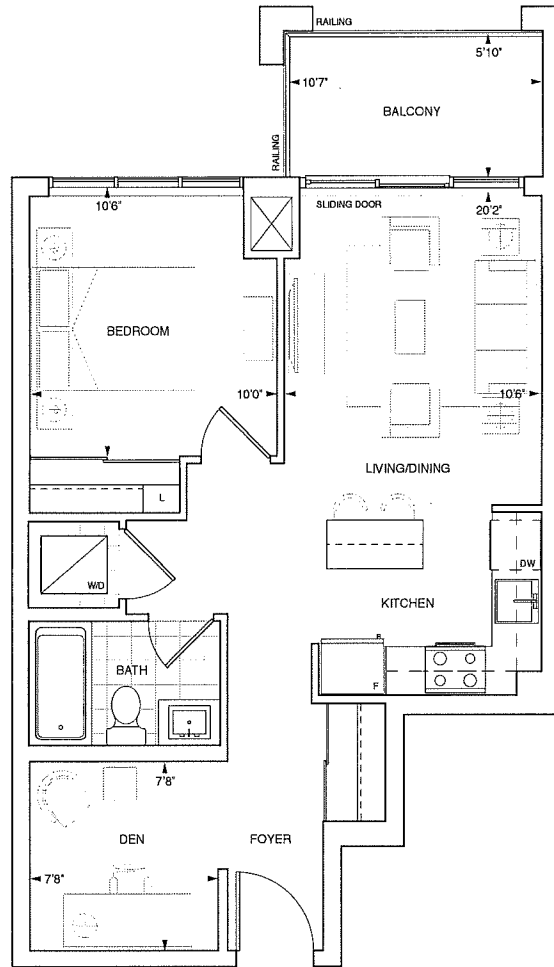 RAILING
5'10"
10'7"
BALCONY
RAILING
10'6"
SLIDING DOOR
20'2"
BEDROOM
10'0"
10'6"
LIVING/DINING
L
DW
W/D
KITCHEN
BATH
F
7'8"
DEN
FOYER
7'8"